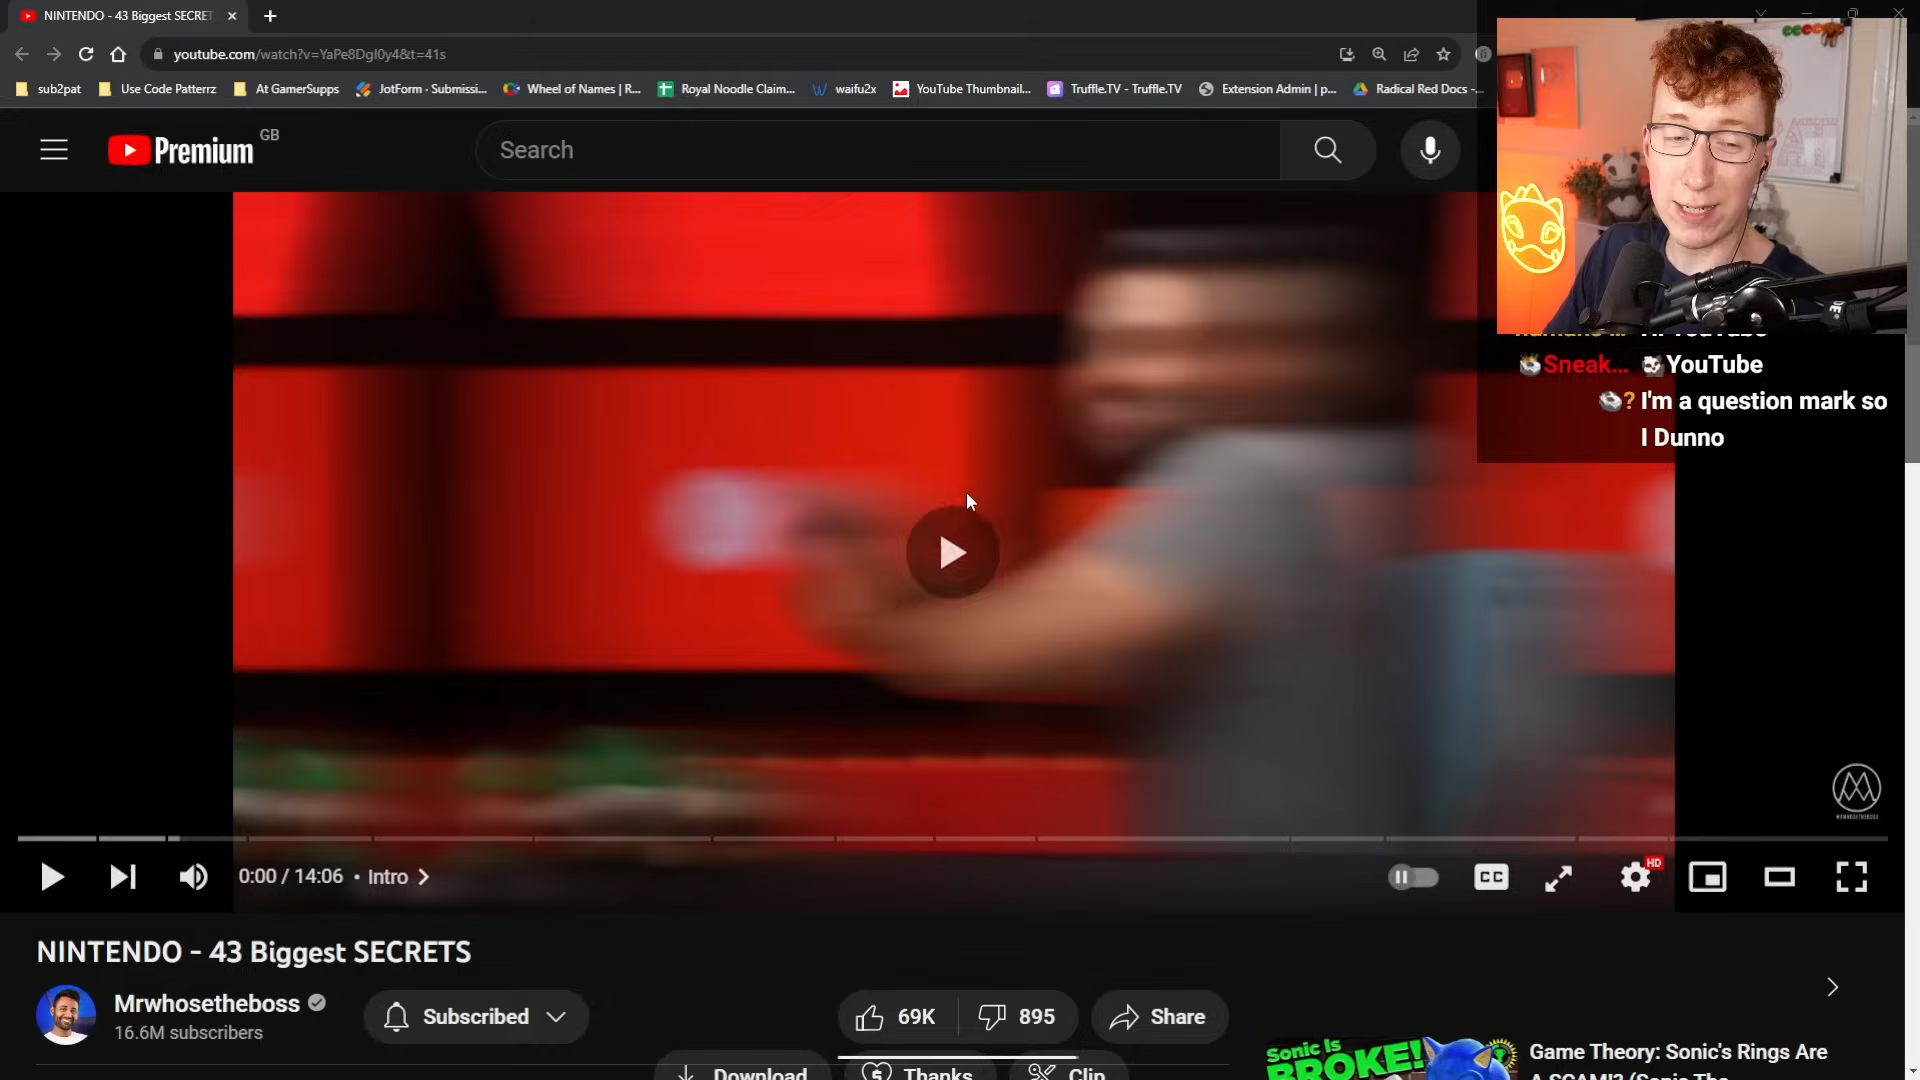 NINTENDO - 43 Biggest SECRET
youtube.com/watch?v=YaPe8DgI0y4&t=41s
sub2pat
Use Code Patterrz
At GamerSupps
JotForm - Submissi...
Wheel of Names | R...
Royal Noodle Claim...
waifu2x
YouTube Thumbnail...
Truffle.TV - Truffle.TV
Extension Admin | p...
Radical Red Docs -...
Premium
GB
Search
Sneak... YouTube
? I'm a question mark so
I Dunno
0:00 / 14:06 • Intro
CC
HD
NINTENDO - 43 Biggest SECRETS
Mrwhosetheboss
16.6M subscribers
Subscribed
69K
895
Share
Download
Thanks
Clip
Sonic Is
BROKE!
Game Theory: Sonic's Rings Are
A SCAM!? (Sonic The